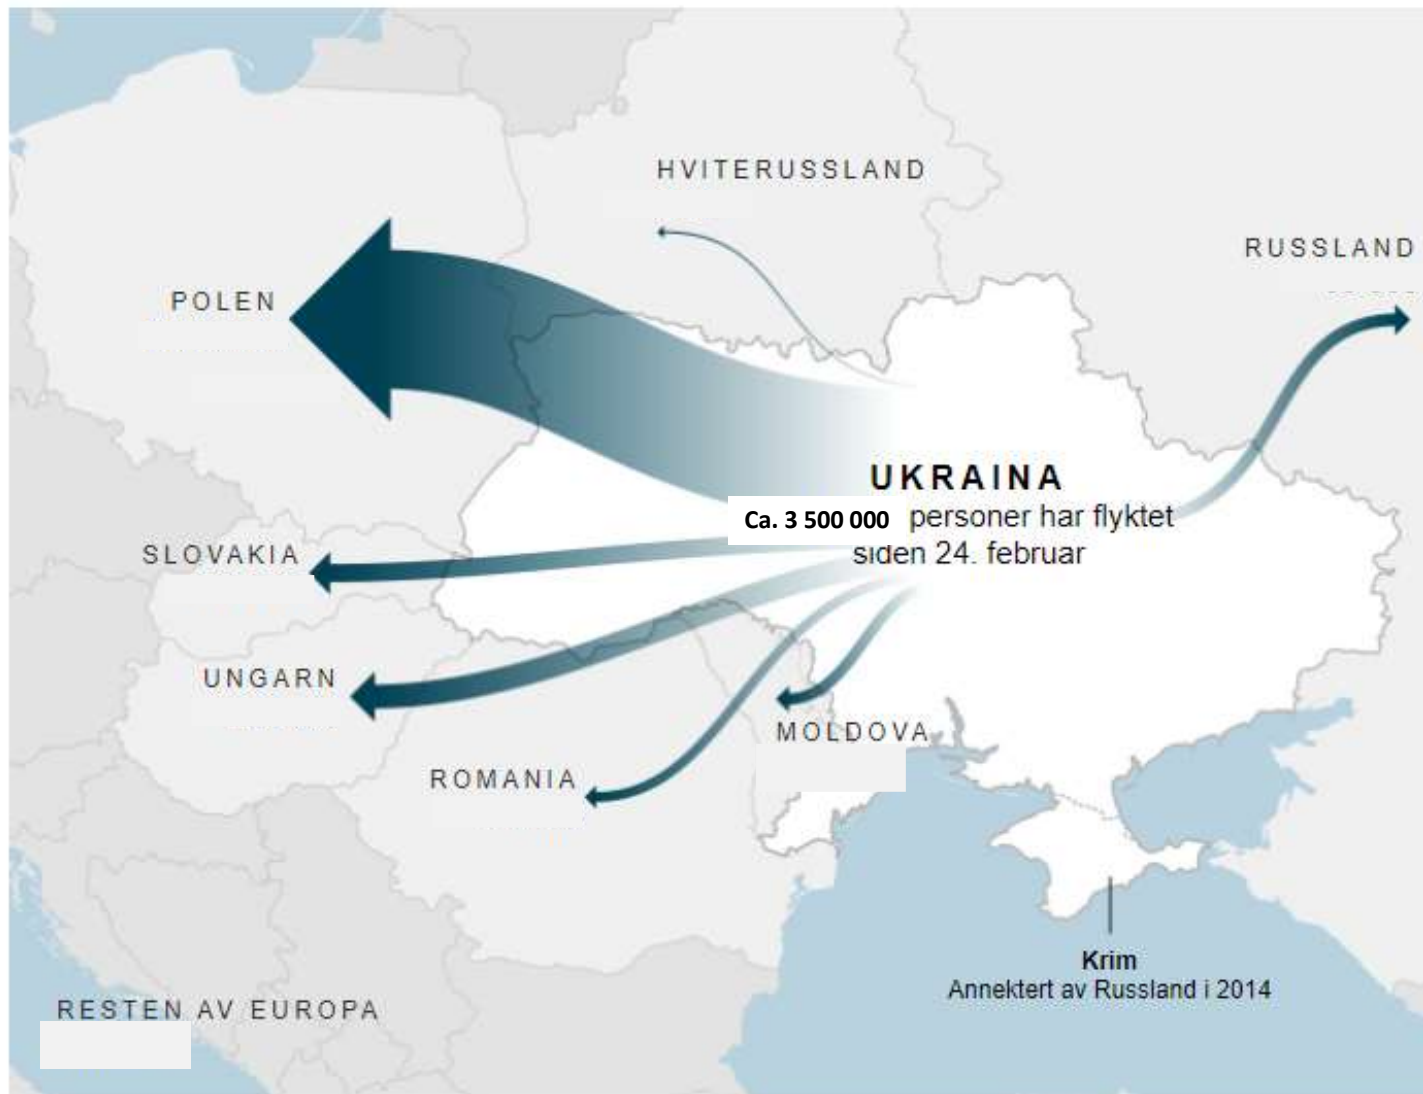 HVITERUSSLAND
RUSSLAND
POLEN
UKRAINA
Ca. 3 500 000 personer har flyktet
siden 24. februar
SLOVAKIA
UNGARN
MOLDOVA
ROMANIA
Krim
Annektert av Russland i 2014
RESTEN AV EUROPA